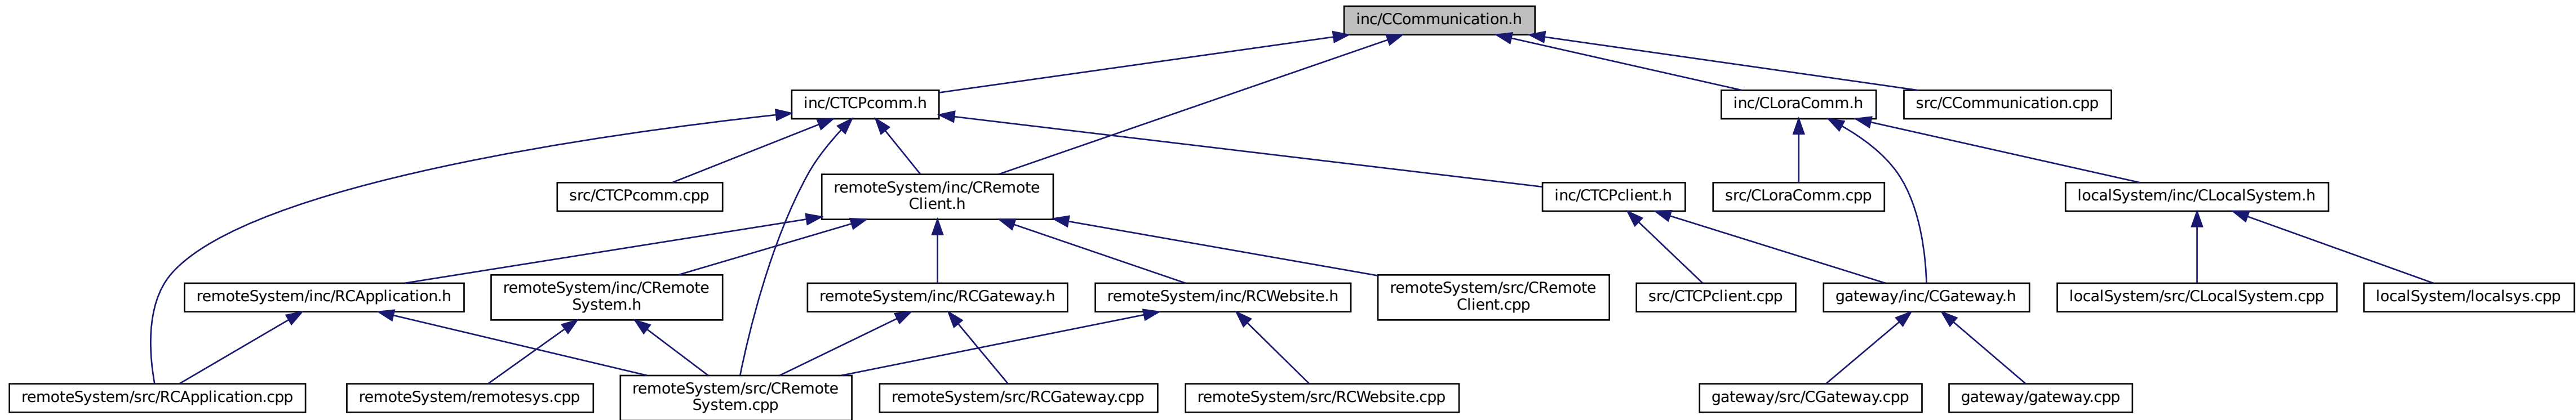 inc/CCommunication.h
inc/CTCPcomm.h
inc/CLoraComm.h
src/CCommunication.cpp
src/CTCPcomm.cpp
remoteSystem/inc/CRemote
Client.h
inc/CTCPclient.h
src/CLoraComm.cpp
localSystem/inc/CLocalSystem.h
remoteSystem/inc/RCApplication.h
remoteSystem/inc/CRemote
System.h
remoteSystem/inc/RCGateway.h
remoteSystem/inc/RCWebsite.h
remoteSystem/src/CRemote
Client.cpp
src/CTCPclient.cpp
gateway/inc/CGateway.h
localSystem/src/CLocalSystem.cpp
localSystem/localsys.cpp
remoteSystem/src/RCApplication.cpp
remoteSystem/remotesys.cpp
remoteSystem/src/CRemote
System.cpp
remoteSystem/src/RCGateway.cpp
remoteSystem/src/RCWebsite.cpp
gateway/src/CGateway.cpp
gateway/gateway.cpp